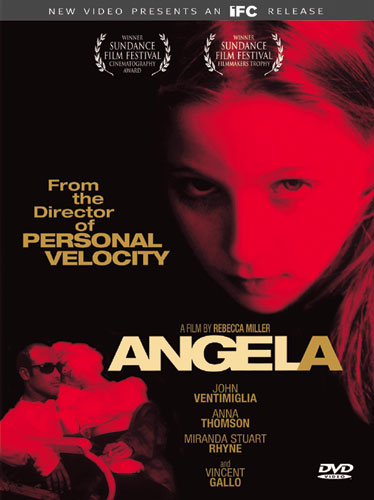 NEW VIDEO PRESENTS AN iFC RELEASE
WINNER
SUNDANCE
FILM FESTIVAL
CINEMATOGRAPHY
AWARD
WINNER
SUNDANCE
FILM FESTIVAL
FILMMAKERS TROPHY
From
the
Director
of
PERSONAL
VELOCITY
A FILM BY REBECCA MILLER
ANGELA
JOHN
VENTIMIGLIA
ANNA
THOMSON
MIRANDA STUART
RHYNE
and
VINCENT
GALLO
DVD
VIDEO